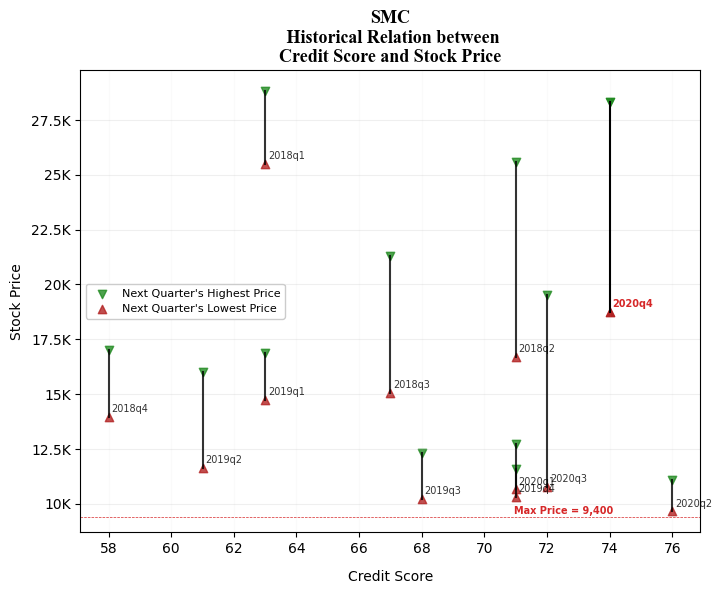 SMC
Historical Relation between
Credit Score and Stock Price
Stock Price
27.5K
25K
22.5K
20K
17.5K
15K
12.5K
10K
2018q1
2020q4
Next Quarter's Highest Price
Next Quarter's Lowest Price
2018q2
2018q3
2019q1
2018q4
2019q2
2020q3
2020q1
2019q4
2019q3
2020q2
Max Price = 9,400
58 60 62 64 66 68 70 72 74 76
Credit Score